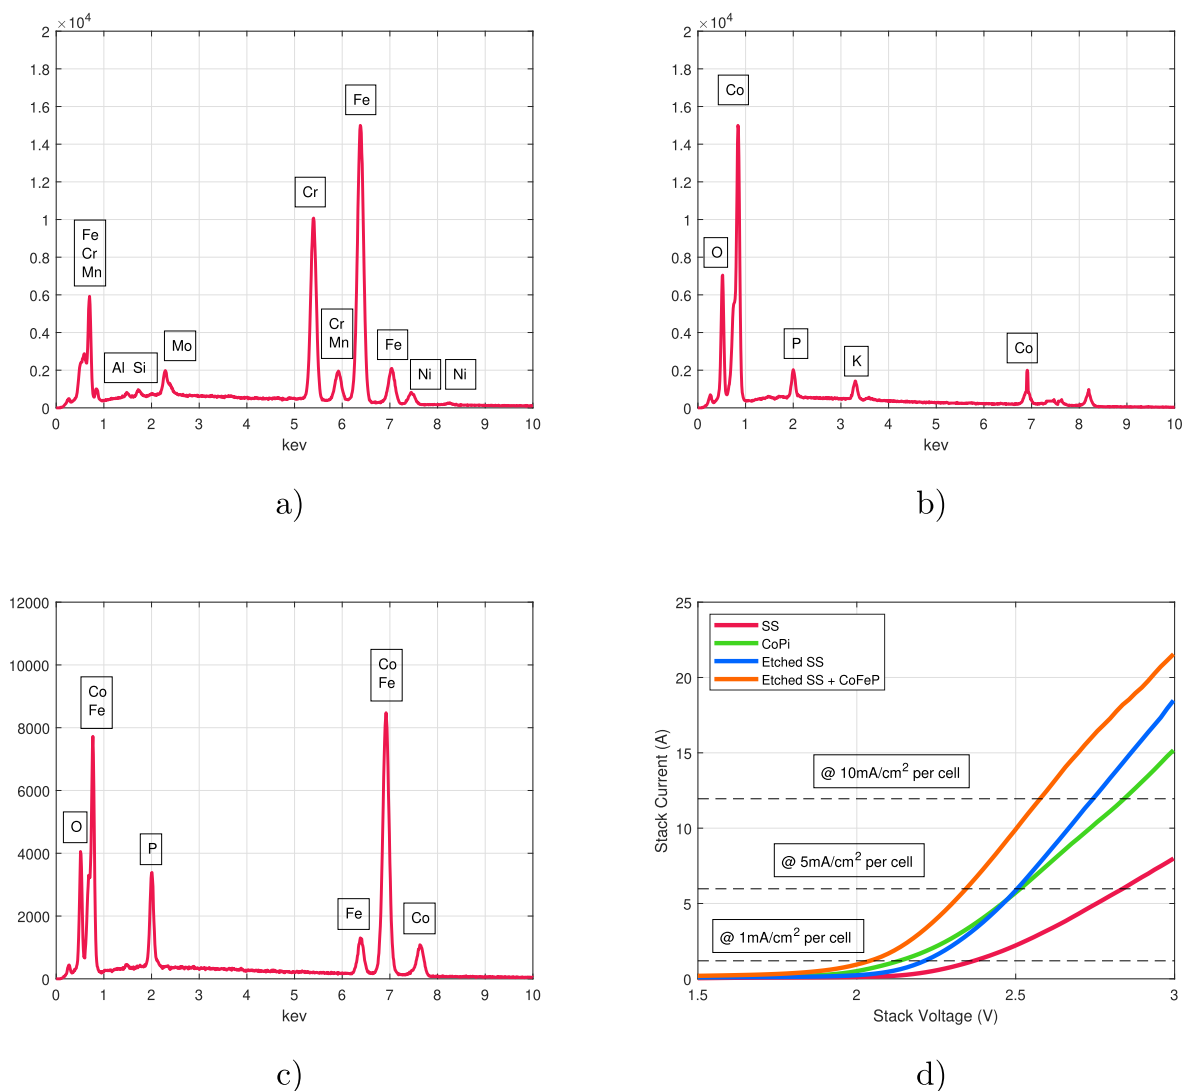 ×10⁴
2
1.8
1.6
1.4
1.2
1
0.8
0.6
0.4
0.2
0
Fe
Cr
Mn
Al Si
Mo
Cr
Cr
Mn
Fe
Fe
Ni
Ni
0 1 2 3 4 5 6 7 8 9 10
kev
a)
×10⁴
2
1.8
1.6
1.4
1.2
1
0.8
0.6
0.4
0.2
0
O
Co
P
K
Co
0 1 2 3 4 5 6 7 8 9 10
kev
b)
12000
10000
8000
6000
4000
2000
0
O
Co
Fe
P
Fe
Co
Fe
Co
0 1 2 3 4 5 6 7 8 9 10
kev
c)
Stack Current (A)
25
20
15
10
5
0
SS
CoPi
Etched SS
Etched SS + CoFeP
@ 10mA/cm² per cell
@ 5mA/cm² per cell
@ 1mA/cm² per cell
1.5 2 2.5 3
Stack Voltage (V)
d)